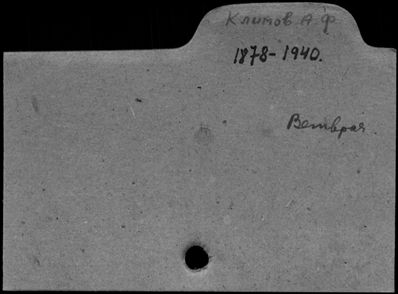 Климов А.Ф
1878-1940.
Ветврач.